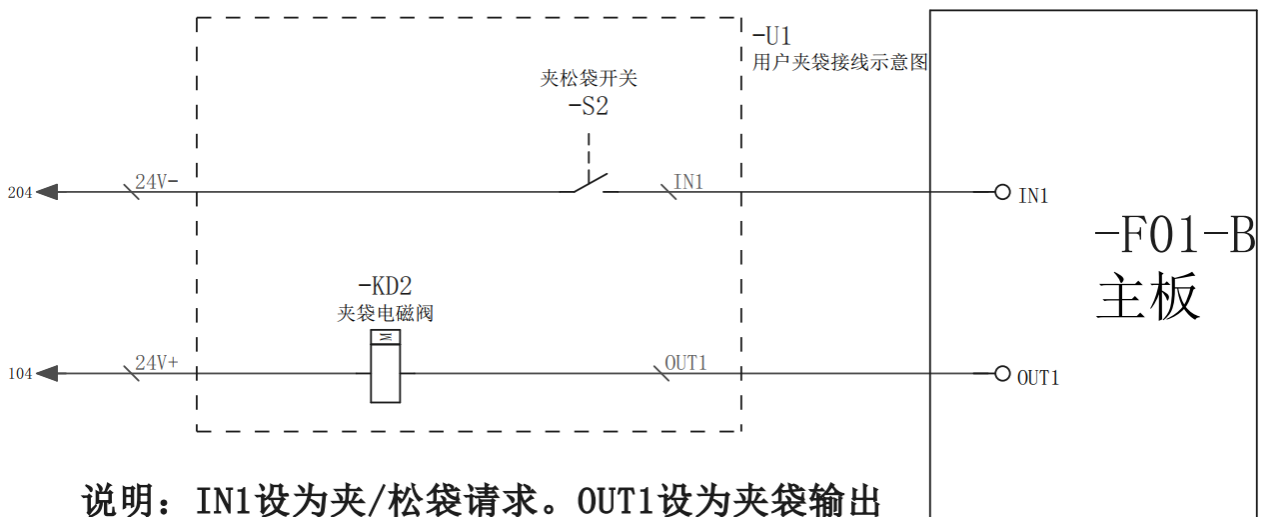 -U1
用户夹袋接线示意图
夹松袋开关
-S2
204
24V-
IN1
IN1
-F01-B
主板
-KD2
夹袋电磁阀
M
104
24V+
OUT1
OUT1
说明：IN1设为夹/松袋请求。OUT1设为夹袋输出